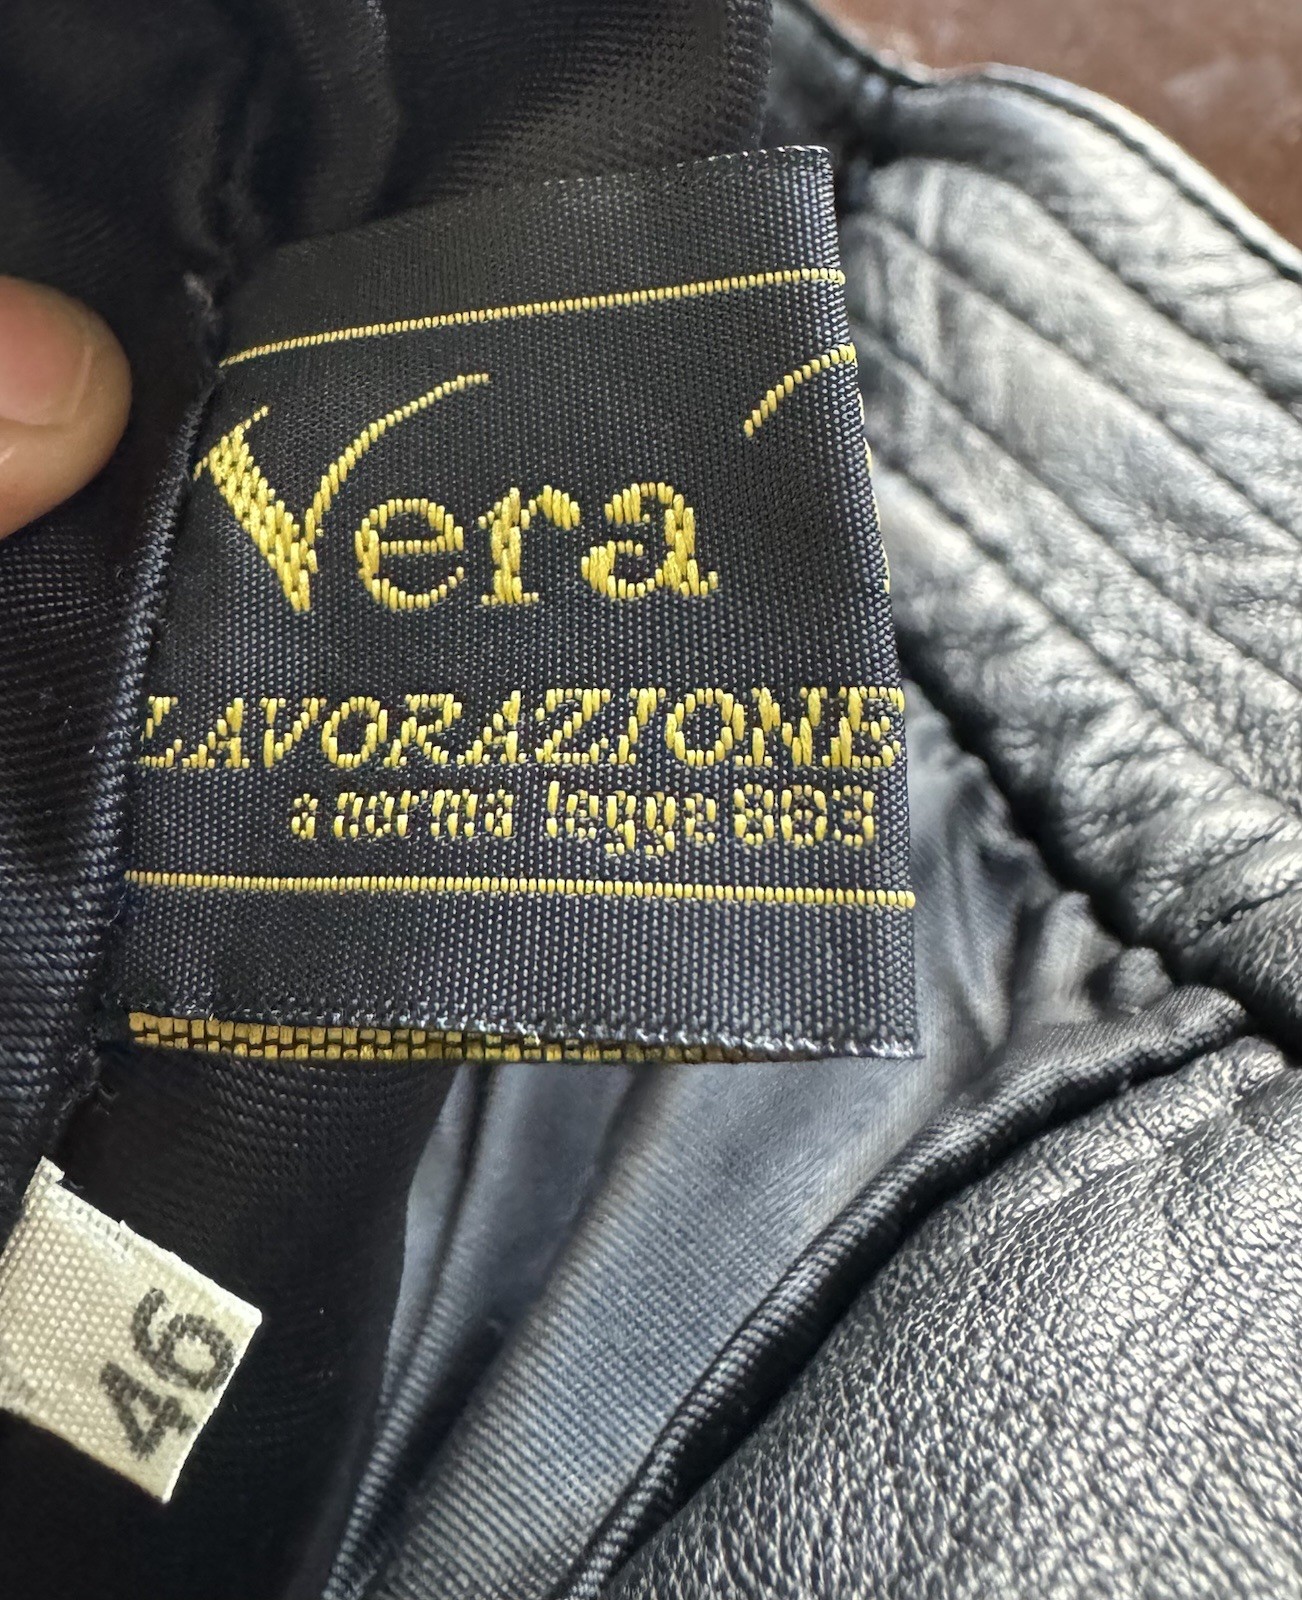 Vera
LAVORAZIONE
a norma legge 863
46